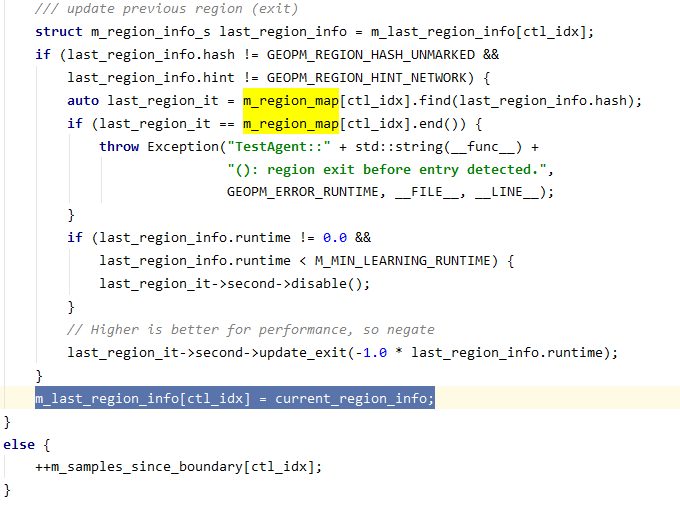 /// update previous region (exit)
struct m_region_info_s last_region_info = m_last_region_info[ctl_idx];
if (last_region_info.hash != GEOPM_REGION_HASH_UNMARKED &&
last_region_info.hint != GEOPM_REGION_HINT_NETWORK) {
auto last_region_it = m_region_map[ctl_idx].find(last_region_info.hash);
if (last_region_it == m_region_map[ctl_idx].end()) {
throw Exception("TestAgent::" + std::string(__func__) +
"(): region exit before entry detected.",
GEOPM_ERROR_RUNTIME, __FILE__, __LINE__);
}
if (last_region_info.runtime != 0.0 &&
last_region_info.runtime < M_MIN_LEARNING_RUNTIME) {
last_region_it->second->disable();
}
// Higher is better for performance, so negate
last_region_it->second->update_exit(-1.0 * last_region_info.runtime);
}
m_last_region_info[ctl_idx] = current_region_info;
}
else {
++m_samples_since_boundary[ctl_idx];
}